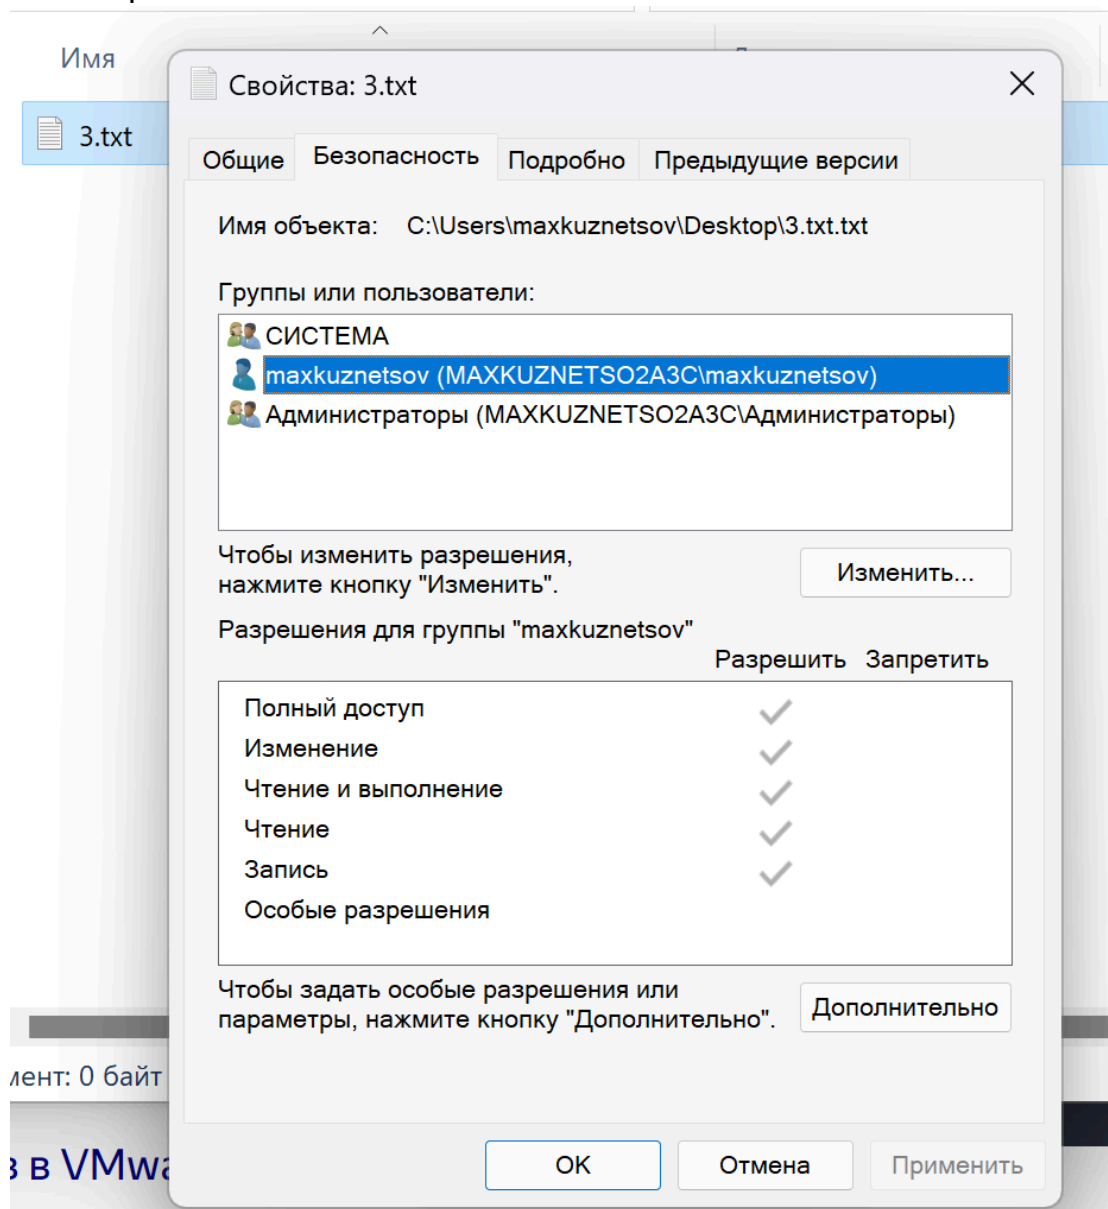 Имя
Свойства: 3.txt
3.txt
Общие Безопасность Подробно Предыдущие версии
Имя объекта: C:\Users\maxkuznetsov\Desktop\3.txt.txt
Группы или пользователи:
СИСТЕМА
maxkuznetsov (MAXKUZNETSO2A3C\maxkuznetsov)
Администраторы (MAXKUZNETSO2A3C\Администраторы)
Чтобы изменить разрешения,
нажмите кнопку "Изменить".
Изменить...
Разрешения для группы "maxkuznetsov"
Разрешить Запретить
Полный доступ
Изменение
Чтение и выполнение
Чтение
Запись
Особые разрешения
Чтобы задать особые разрешения или
параметры, нажмите кнопку "Дополнительно".
Дополнительно
0 байт
в VMwa
ОК Отмена Применить